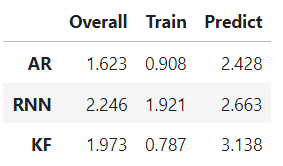 Overall Train Predict
AR 1.623 0.908 2.428
RNN 2.246 1.921 2.663
KF 1.973 0.787 3.138